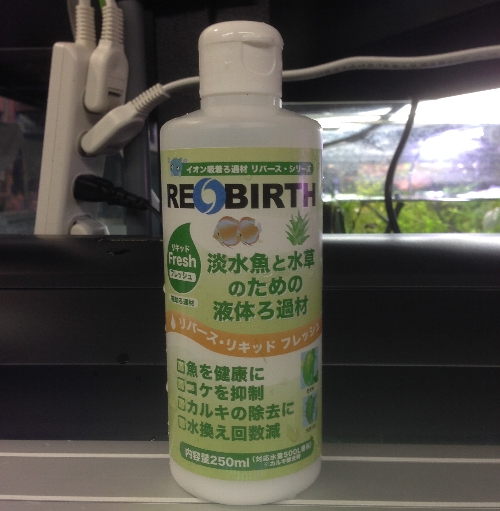 イオン吸着ろ過材 リバース・シリーズ
REBIRTH
リキッド
Fresh
フレッシュ
淡水魚と水草
のための
液体ろ過材
リバース・リキッド フレッシュ
□魚を健康に
□コケを抑制
□カルキの除去に
□水換え回数減
内容量250ml